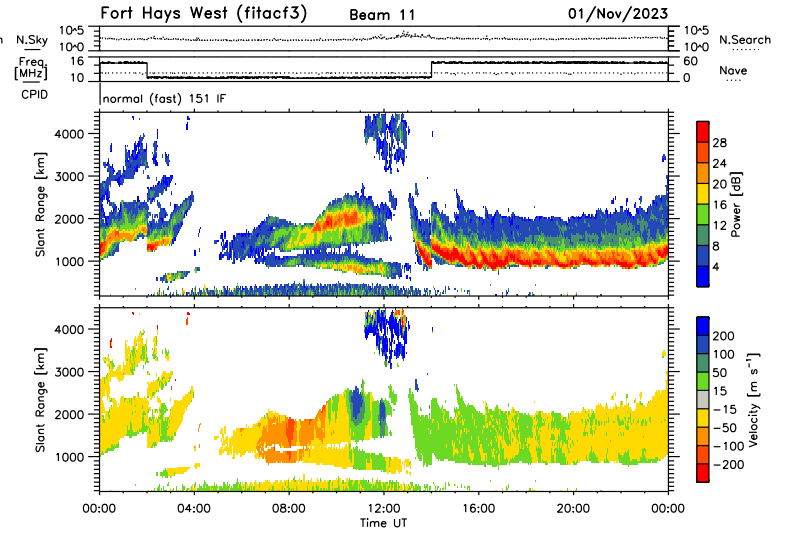 Fort Hays West (fitacf3) Beam 11 01/Nov/2023
n N.Sky 10^5 10^5 N.Search
10^0 10^0
Freq. 16 60 Nave
[MHz] 10 0
CPID normal (fast) 151 IF
Slant Range [km]
4000
3000
2000
1000
28
24
20
16
12
8
4
Power [dB]
Slant Range [km]
4000
3000
2000
1000
200
100
50
15
-15
-50
-100
-200
Velocity [m s⁻¹]
00:00 04:00 08:00 12:00 16:00 20:00 00:00
Time UT